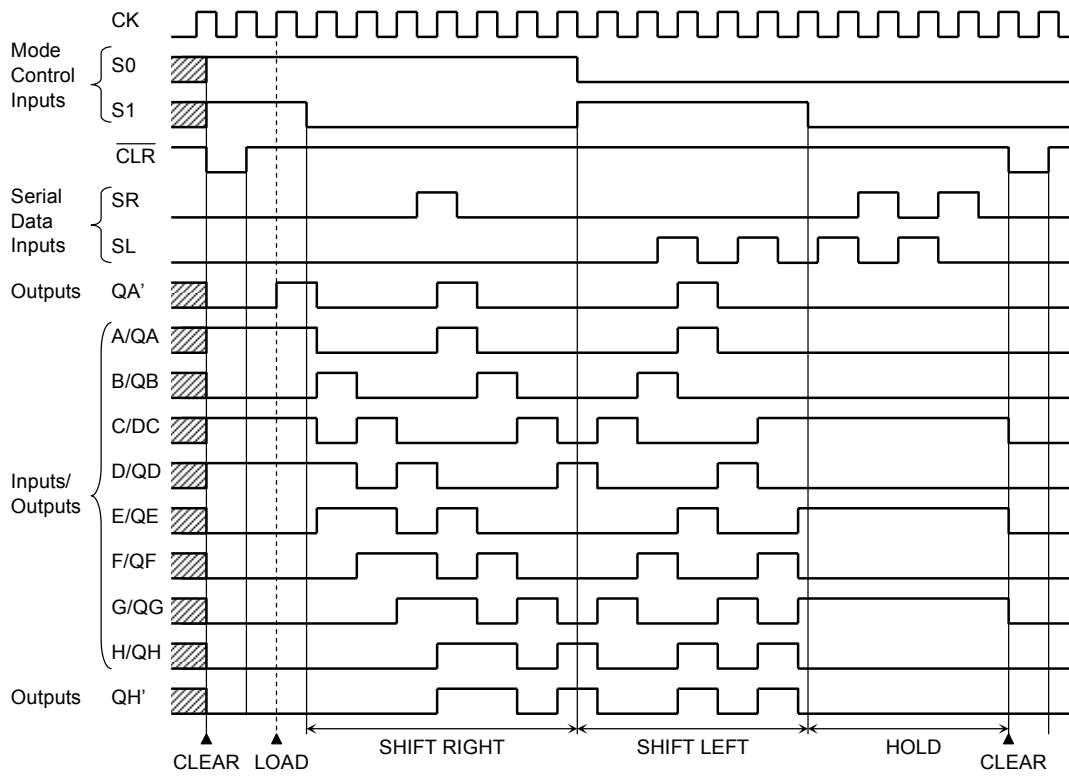 CK
Mode
Control
Inputs
S0
S1
CLR
Serial
Data
Inputs
SR
SL
Outputs
QA’
Inputs/
Outputs
A/QA
B/QB
C/DC
D/QD
E/QE
F/QF
G/QG
H/QH
Outputs
QH’
SHIFT RIGHT
SHIFT LEFT
HOLD
CLEAR
LOAD
CLEAR